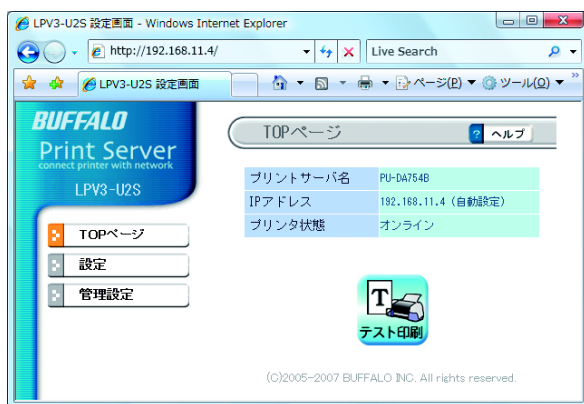 LPV3-U2S 設定画面 - Windows Internet Explorer
http://192.168.11.4/
Live Search
LPV3-U2S 設定画面
ページ(P)
ツール(O)
»
BUFFALO
Print Server
connect printer with network
LPV3-U2S
TOPページ
設定
管理設定
TOPページ
? ヘルプ
プリントサーバ名 PU-DA754B
IPアドレス 192.168.11.4 (自動設定)
プリンタ状態 オンライン
T
テスト印刷
(C)2005-2007 BUFFALO INC. All rights reserved.